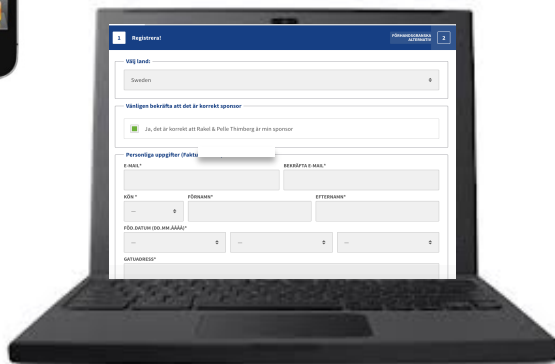 1 Registrera!
FÖRHANDSGRANSKA
ALTERNATIV 2
Välj land:
Sweden
Vänligen bekräfta att det är korrekt sponsor
Ja, det är korrekt att Rakel & Pelle Thimberg är min sponsor
Personliga uppgifter (Faktu
E-MAIL* BEKRÄFTA E-MAIL*
KÖN * FÖRNAMN* EFTERNAMN*
---
FÖD.DATUM (DD.MM.ÅÅÅÅ)*
--- --- ---
GATUADRESS*